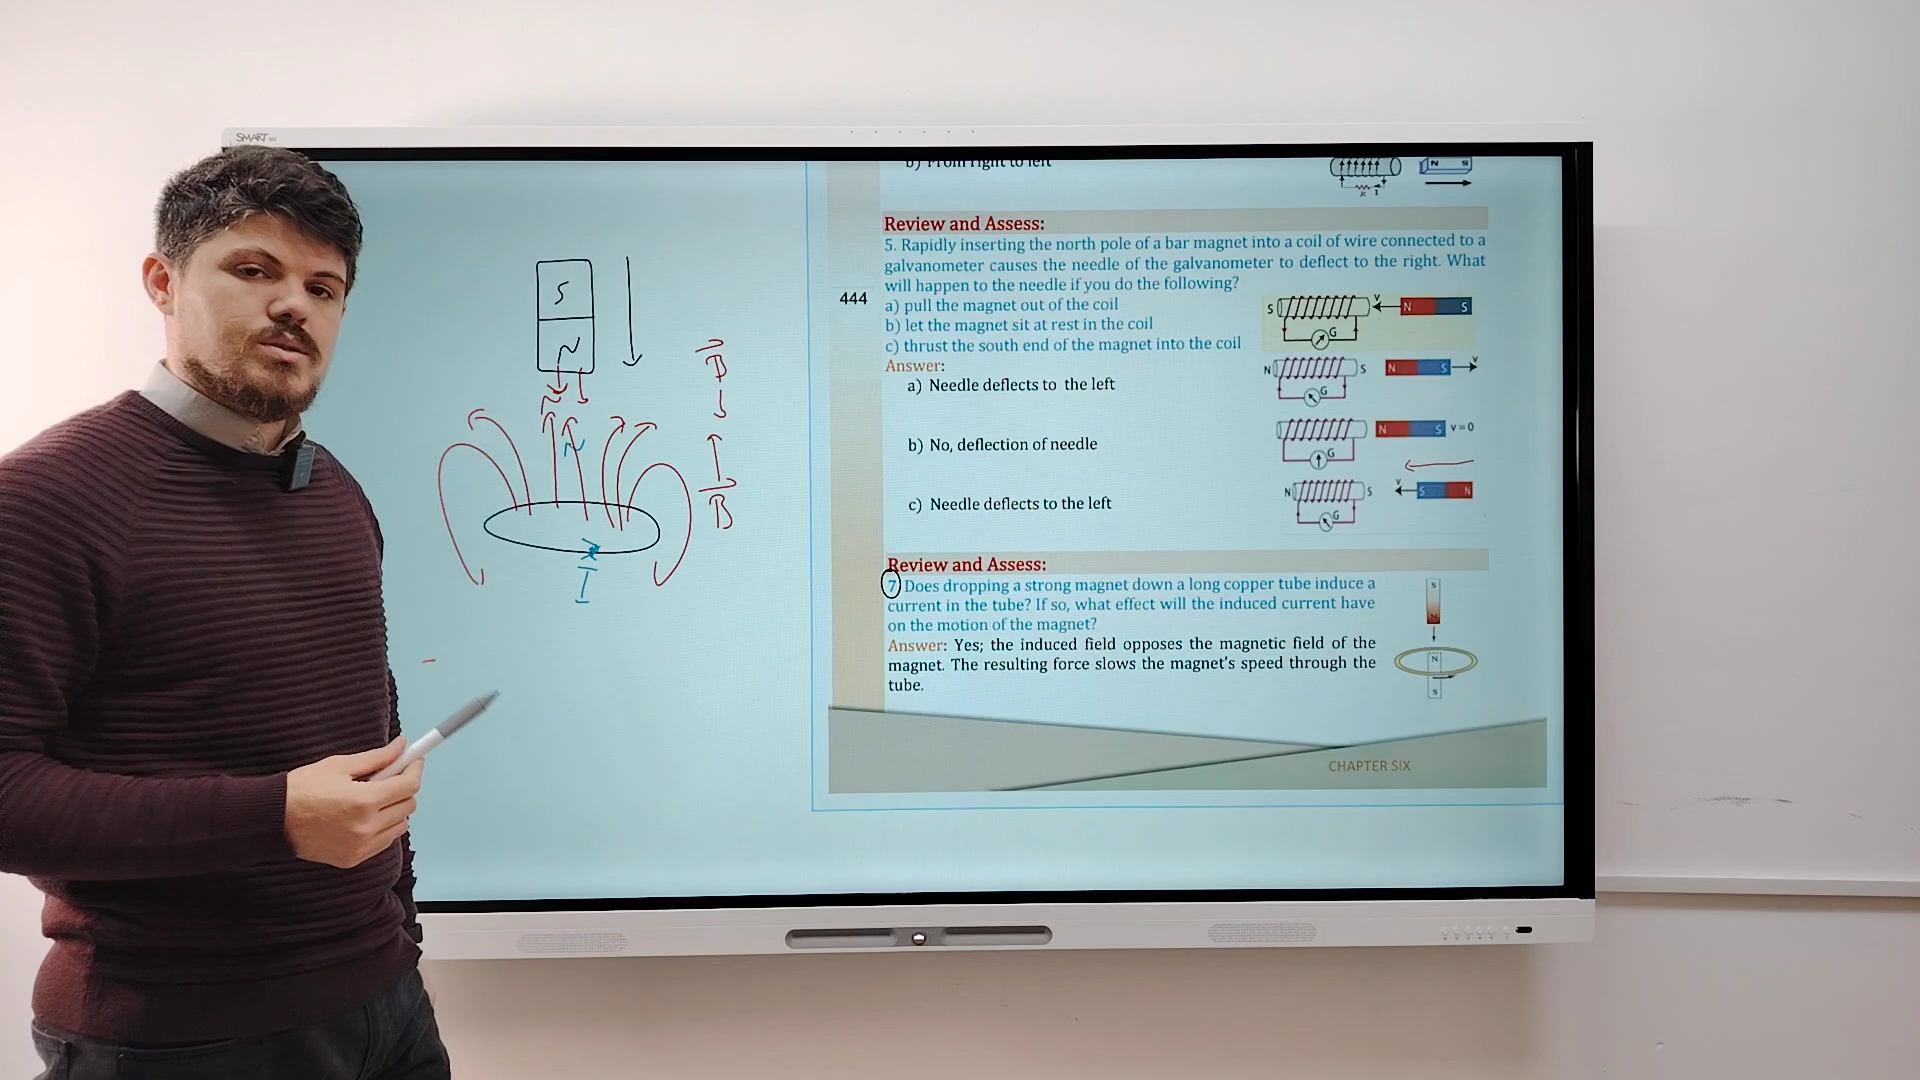 SMART
b) From right to left
N S
R I
Review and Assess:
5. Rapidly inserting the north pole of a bar magnet into a coil of wire connected to a
galvanometer causes the needle of the galvanometer to deflect to the right. What
will happen to the needle if you do the following?
444
a) pull the magnet out of the coil
b) let the magnet sit at rest in the coil
c) thrust the south end of the magnet into the coil
S v N S
G
Answer:
a) Needle deflects to the left
N S N S v
G
b) No, deflection of needle
N S v=0
G
c) Needle deflects to the left
N S v S N
G
Review and Assess:
7. Does dropping a strong magnet down a long copper tube induce a
current in the tube? If so, what effect will the induced current have
on the motion of the magnet?
Answer: Yes; the induced field opposes the magnetic field of the
magnet. The resulting force slows the magnet's speed through the
tube.
S
N
N
S
CHAPTER SIX
S
N
B
N
N
B
I